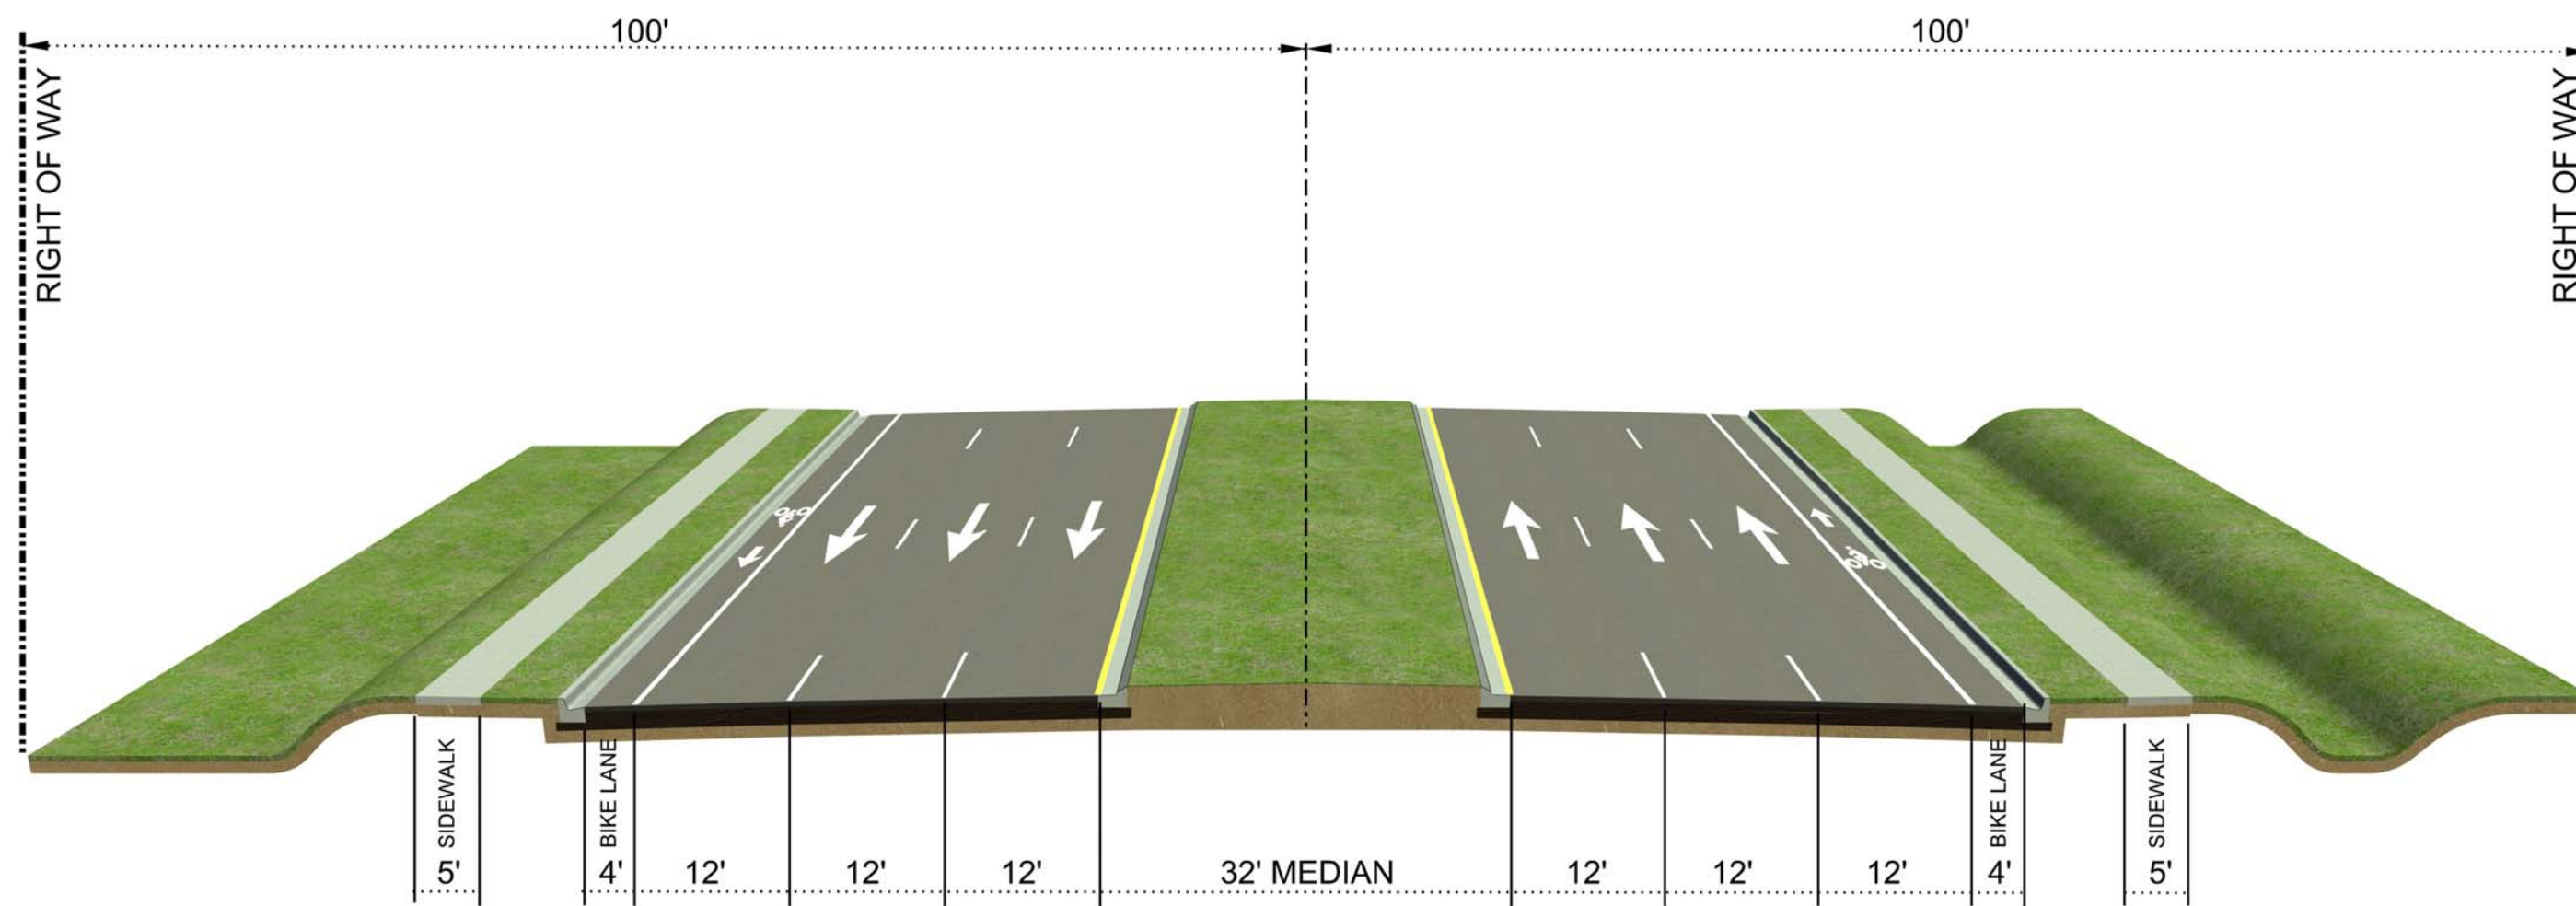 100'
100'
RIGHT OF WAY
RIGHT OF WAY
SIDEWALK
BIKE LANE
BIKE LANE
SIDEWALK
5'
4'
12'
12'
12'
32' MEDIAN
12'
12'
12'
4'
5'